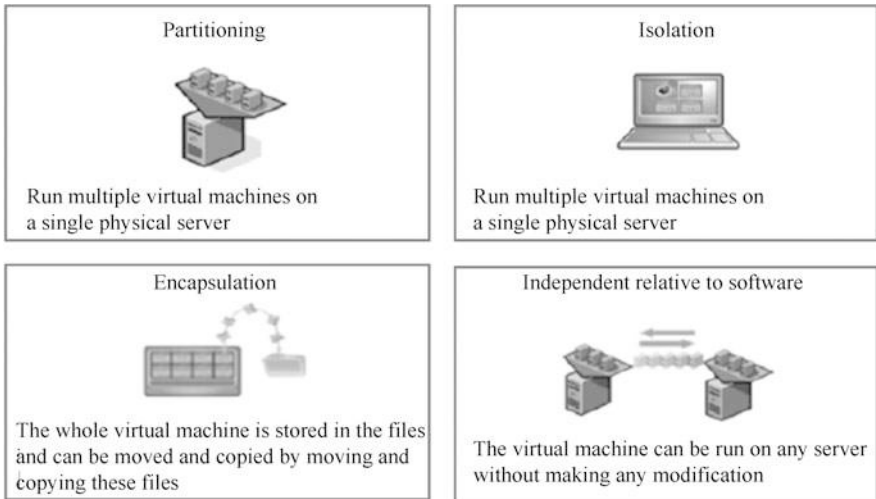 Partitioning
Run multiple virtual machines on
a single physical server
Isolation
Run multiple virtual machines on
a single physical server
Encapsulation
The whole virtual machine is stored in the files
and can be moved and copied by moving and
copying these files
Independent relative to software
The virtual machine can be run on any server
without making any modification